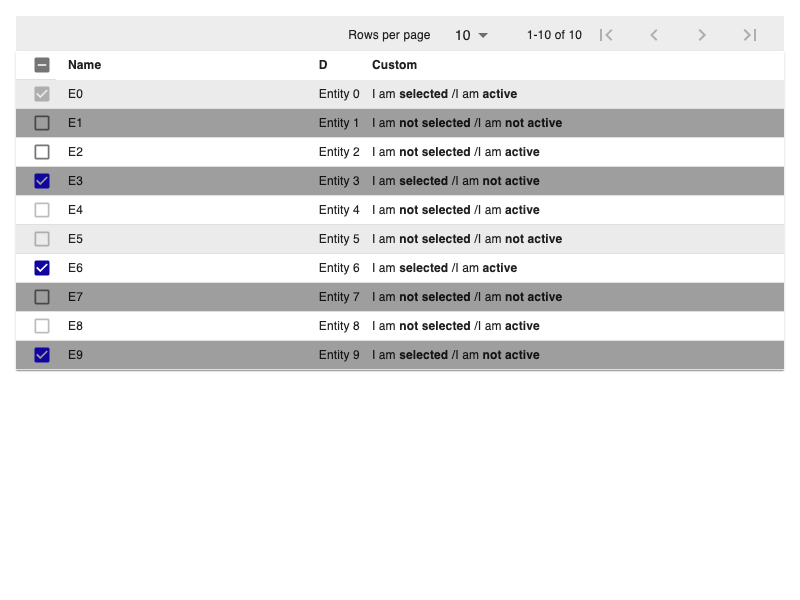 Rows per page 10 1-10 of 10
Name D Custom
E0 Entity 0 I am selected /I am active
E1 Entity 1 I am not selected /I am not active
E2 Entity 2 I am not selected /I am active
E3 Entity 3 I am selected /I am not active
E4 Entity 4 I am not selected /I am active
E5 Entity 5 I am not selected /I am not active
E6 Entity 6 I am selected /I am active
E7 Entity 7 I am not selected /I am not active
E8 Entity 8 I am not selected /I am active
E9 Entity 9 I am selected /I am not active